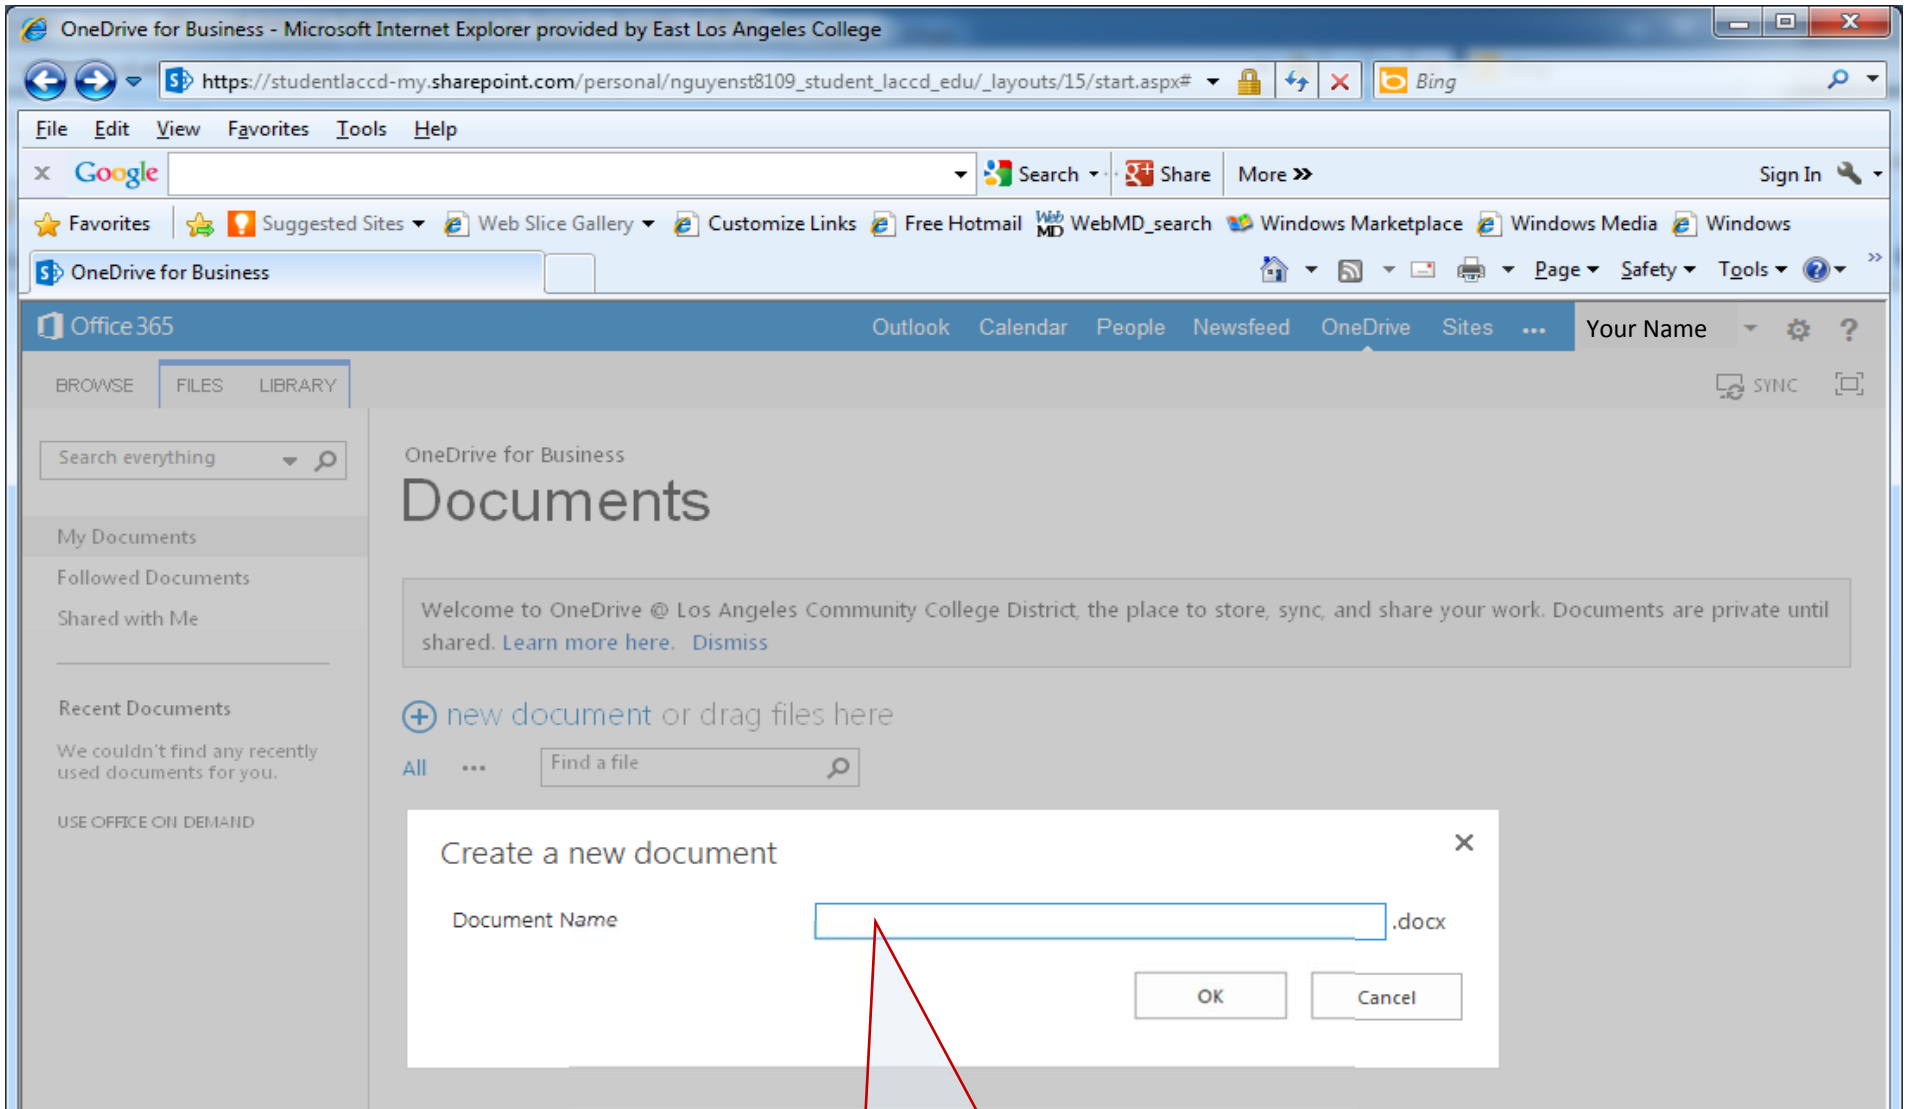 OneDrive for Business - Microsoft Internet Explorer provided by East Los Angeles College
https://studentlaccd-my.sharepoint.com/personal/nguyenst8109_student_laccd_edu/_layouts/15/start.aspx# Bing
File Edit View Favorites Tools Help
x Google Search Share More » Sign In
Favorites Suggested Sites Web Slice Gallery Customize Links Free Hotmail WebMD_search Windows Marketplace Windows Media Windows
OneDrive for Business Page Safety Tools »
Office 365 Outlook Calendar People Newsfeed OneDrive Sites ... Your Name ?
BROWSE FILES LIBRARY SYNC
Search everything
OneDrive for Business
Documents
My Documents
Followed Documents
Shared with Me
Welcome to OneDrive @ Los Angeles Community College District, the place to store, sync, and share your work. Documents are private until
shared. Learn more here. Dismiss
Recent Documents
We couldn't find any recently
used documents for you.
USE OFFICE ON DEMAND
new document or drag files here
All ... Find a file
Create a new document
Document Name .docx
OK Cancel